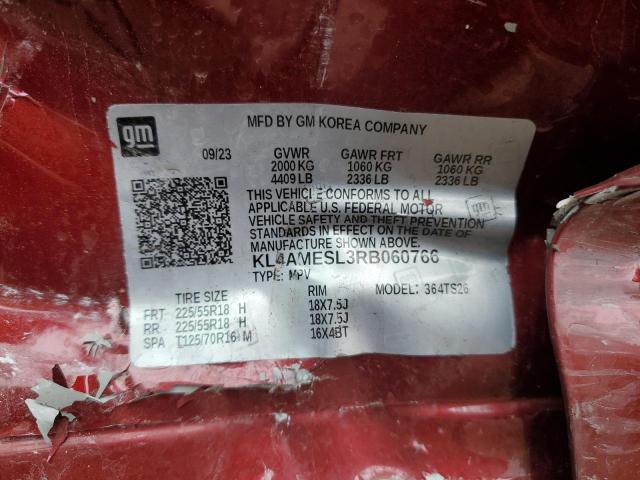 gm
MFD BY GM KOREA COMPANY
09/23 GVWR GAWR FRT GAWR RR
2000 KG 1060 KG 1060 KG
4409 LB 2336 LB 2336 LB
THIS VEHICLE CONFORMS TO ALL
APPLICABLE U.S. FEDERAL MOTOR
VEHICLE SAFETY AND THEFT PREVENTION
STANDARDS IN EFFECT ON THE DATE OF
MANUFACTURE SHOWN ABOVE.
KL4AMESL3RB060766
TYPE: MPV MODEL: 364TS26
TIRE SIZE RIM
FRT 225/55R18 H 18X7.5J
RR 225/55R18 H 18X7.5J
SPA T125/70R16 M 16X4BT